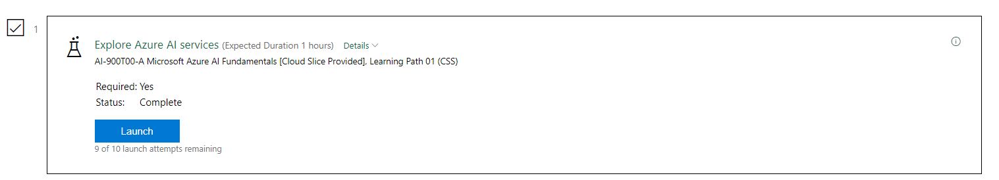 1
Explore Azure AI services (Expected Duration 1 hours) Details
AI-900T00-A Microsoft Azure AI Fundamentals [Cloud Slice Provided], Learning Path 01 (CSS)
Required: Yes
Status: Complete
Launch
9 of 10 launch attempts remaining